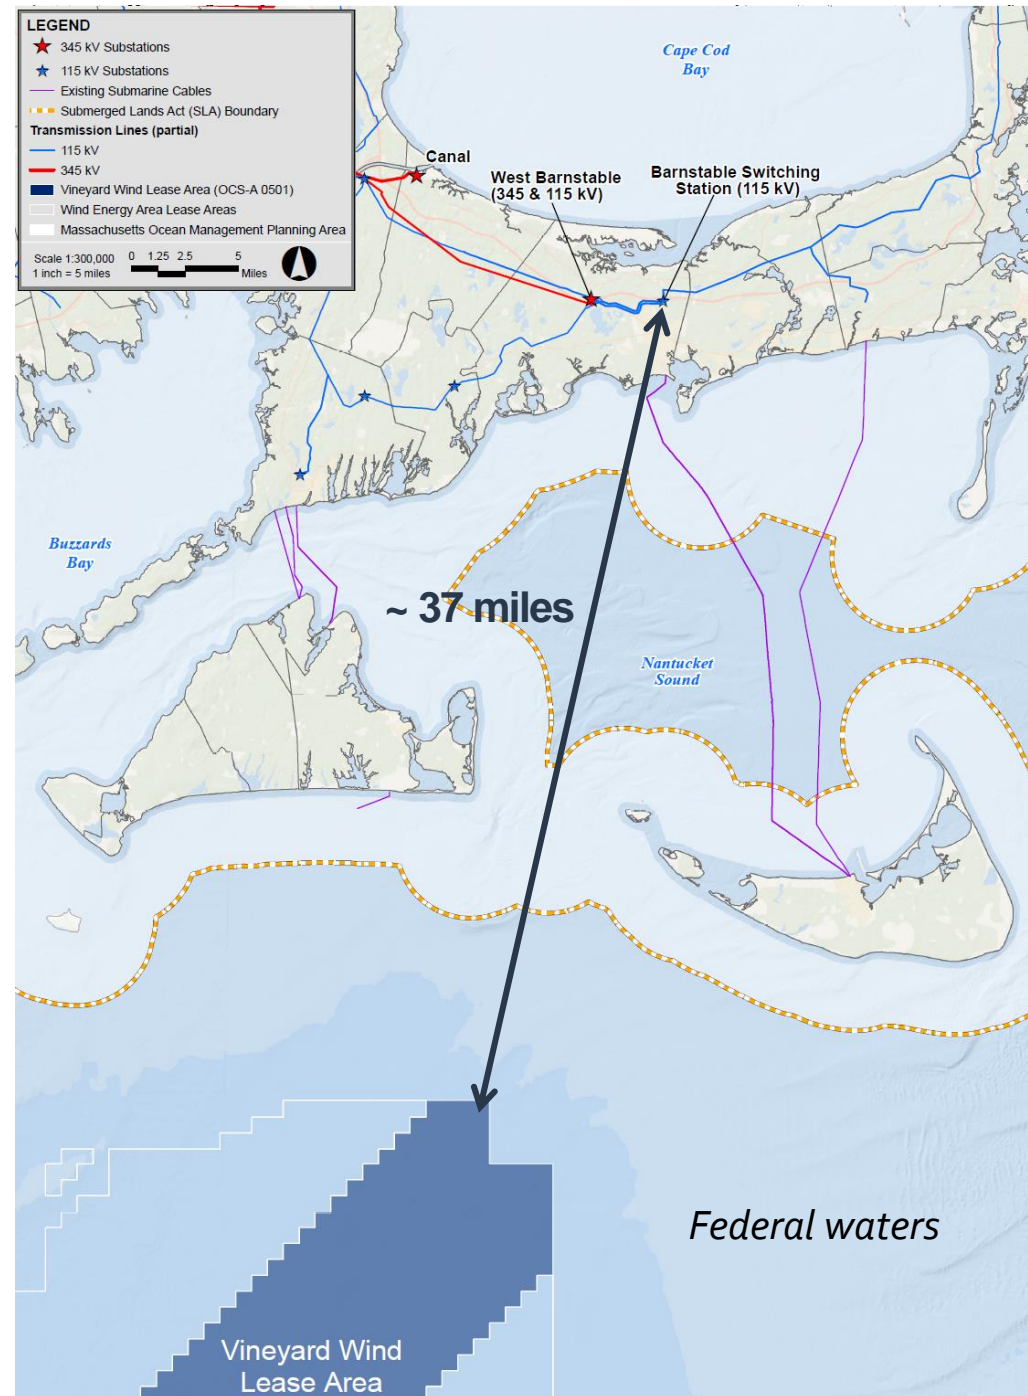 LEGEND
345 kV Substations
115 kV Substations
Existing Submarine Cables
Submerged Lands Act (SLA) Boundary
Transmission Lines (partial)
115 kV
345 kV
Vineyard Wind Lease Area (OCS-A 0501)
Wind Energy Area Lease Areas
Massachusetts Ocean Management Planning Area
Scale 1:300,000
1 inch = 5 miles
0 1.25 2.5 5
Miles
Cape Cod
Bay
Canal
West Barnstable
(345 & 115 kV)
Barnstable Switching
Station (115 kV)
Buzzards
Bay
~ 37 miles
Nantucket
Sound
Federal waters
Vineyard Wind
Lease Area